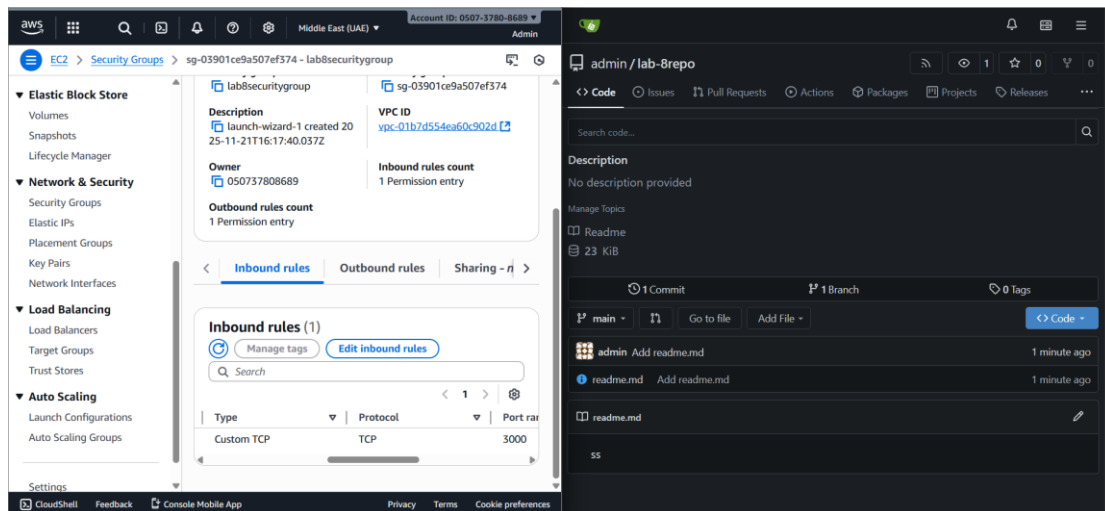 aws
Middle East (UAE)
Account ID: 0507-3780-8689
Admin
EC2 > Security Groups > sg-03901ce9a507ef374 - lab8securitygroup
Elastic Block Store
Volumes
Snapshots
Lifecycle Manager
Network & Security
Security Groups
Elastic IPs
Placement Groups
Key Pairs
Network Interfaces
Load Balancing
Load Balancers
Target Groups
Trust Stores
Auto Scaling
Launch Configurations
Auto Scaling Groups
Settings
lab8securitygroup
sg-03901ce9a507ef374
Description
launch-wizard-1 created 20
25-11-21T16:17:40.037Z
VPC ID
vpc-01b7d554ea60c902d
Owner
050737808689
Inbound rules count
1 Permission entry
Outbound rules count
1 Permission entry
Inbound rules
Outbound rules
Sharing - n
Inbound rules (1)
Manage tags
Edit inbound rules
Search
1
Type Protocol Port ran
Custom TCP TCP 3000
CloudShell Feedback Console Mobile App Privacy Terms Cookie preferences
admin / lab-8repo
1 0 0
Code Issues Pull Requests Actions Packages Projects Releases
Search code...
Description
No description provided
Manage Topics
Readme
23 KiB
1 Commit 1 Branch 0 Tags
main Go to file Add File Code
admin Add readme.md 1 minute ago
readme.md Add readme.md 1 minute ago
readme.md
ss